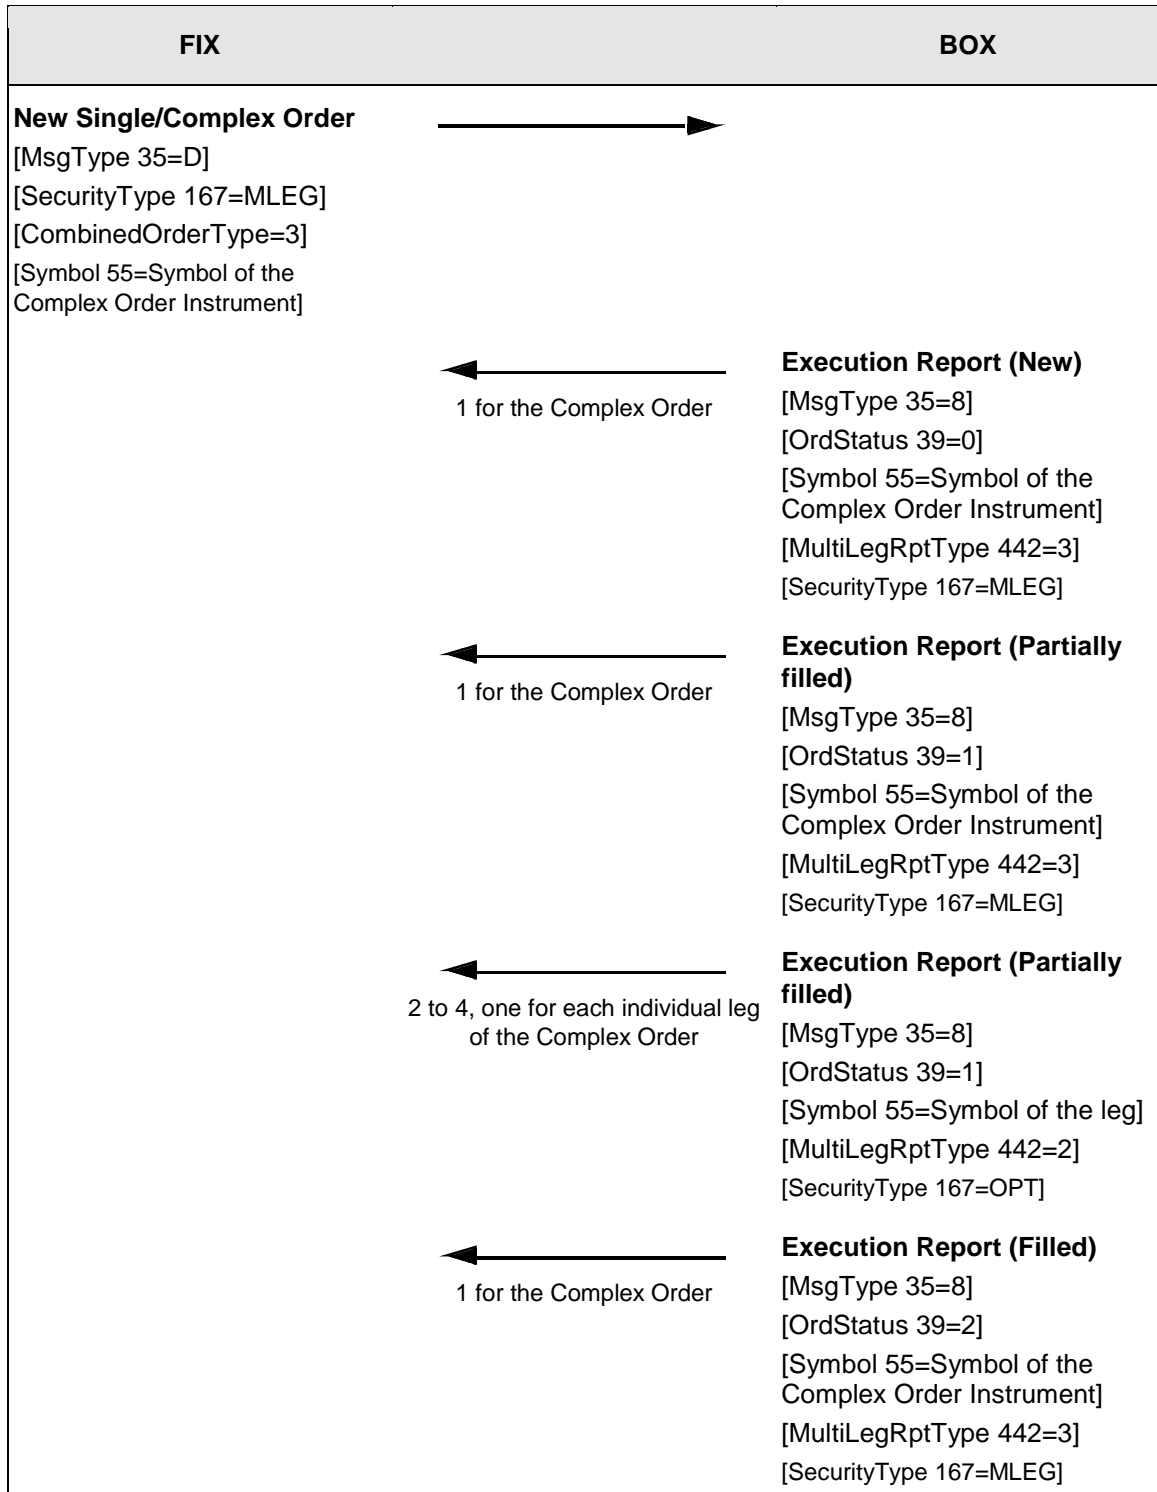 FIX
BOX
New Single/Complex Order
[MsgType 35=D]
[SecurityType 167=MLEG]
[CombinedOrderType=3]
[Symbol 55=Symbol of the
Complex Order Instrument]
Execution Report (New)
1 for the Complex Order
[MsgType 35=8]
[OrdStatus 39=0]
[Symbol 55=Symbol of the
Complex Order Instrument]
[MultiLegRptType 442=3]
[SecurityType 167=MLEG]
Execution Report (Partially
filled)
1 for the Complex Order
[MsgType 35=8]
[OrdStatus 39=1]
[Symbol 55=Symbol of the
Complex Order Instrument]
[MultiLegRptType 442=3]
[SecurityType 167=MLEG]
Execution Report (Partially
filled)
2 to 4, one for each individual leg
of the Complex Order
[MsgType 35=8]
[OrdStatus 39=1]
[Symbol 55=Symbol of the leg]
[MultiLegRptType 442=2]
[SecurityType 167=OPT]
Execution Report (Filled)
1 for the Complex Order
[MsgType 35=8]
[OrdStatus 39=2]
[Symbol 55=Symbol of the
Complex Order Instrument]
[MultiLegRptType 442=3]
[SecurityType 167=MLEG]